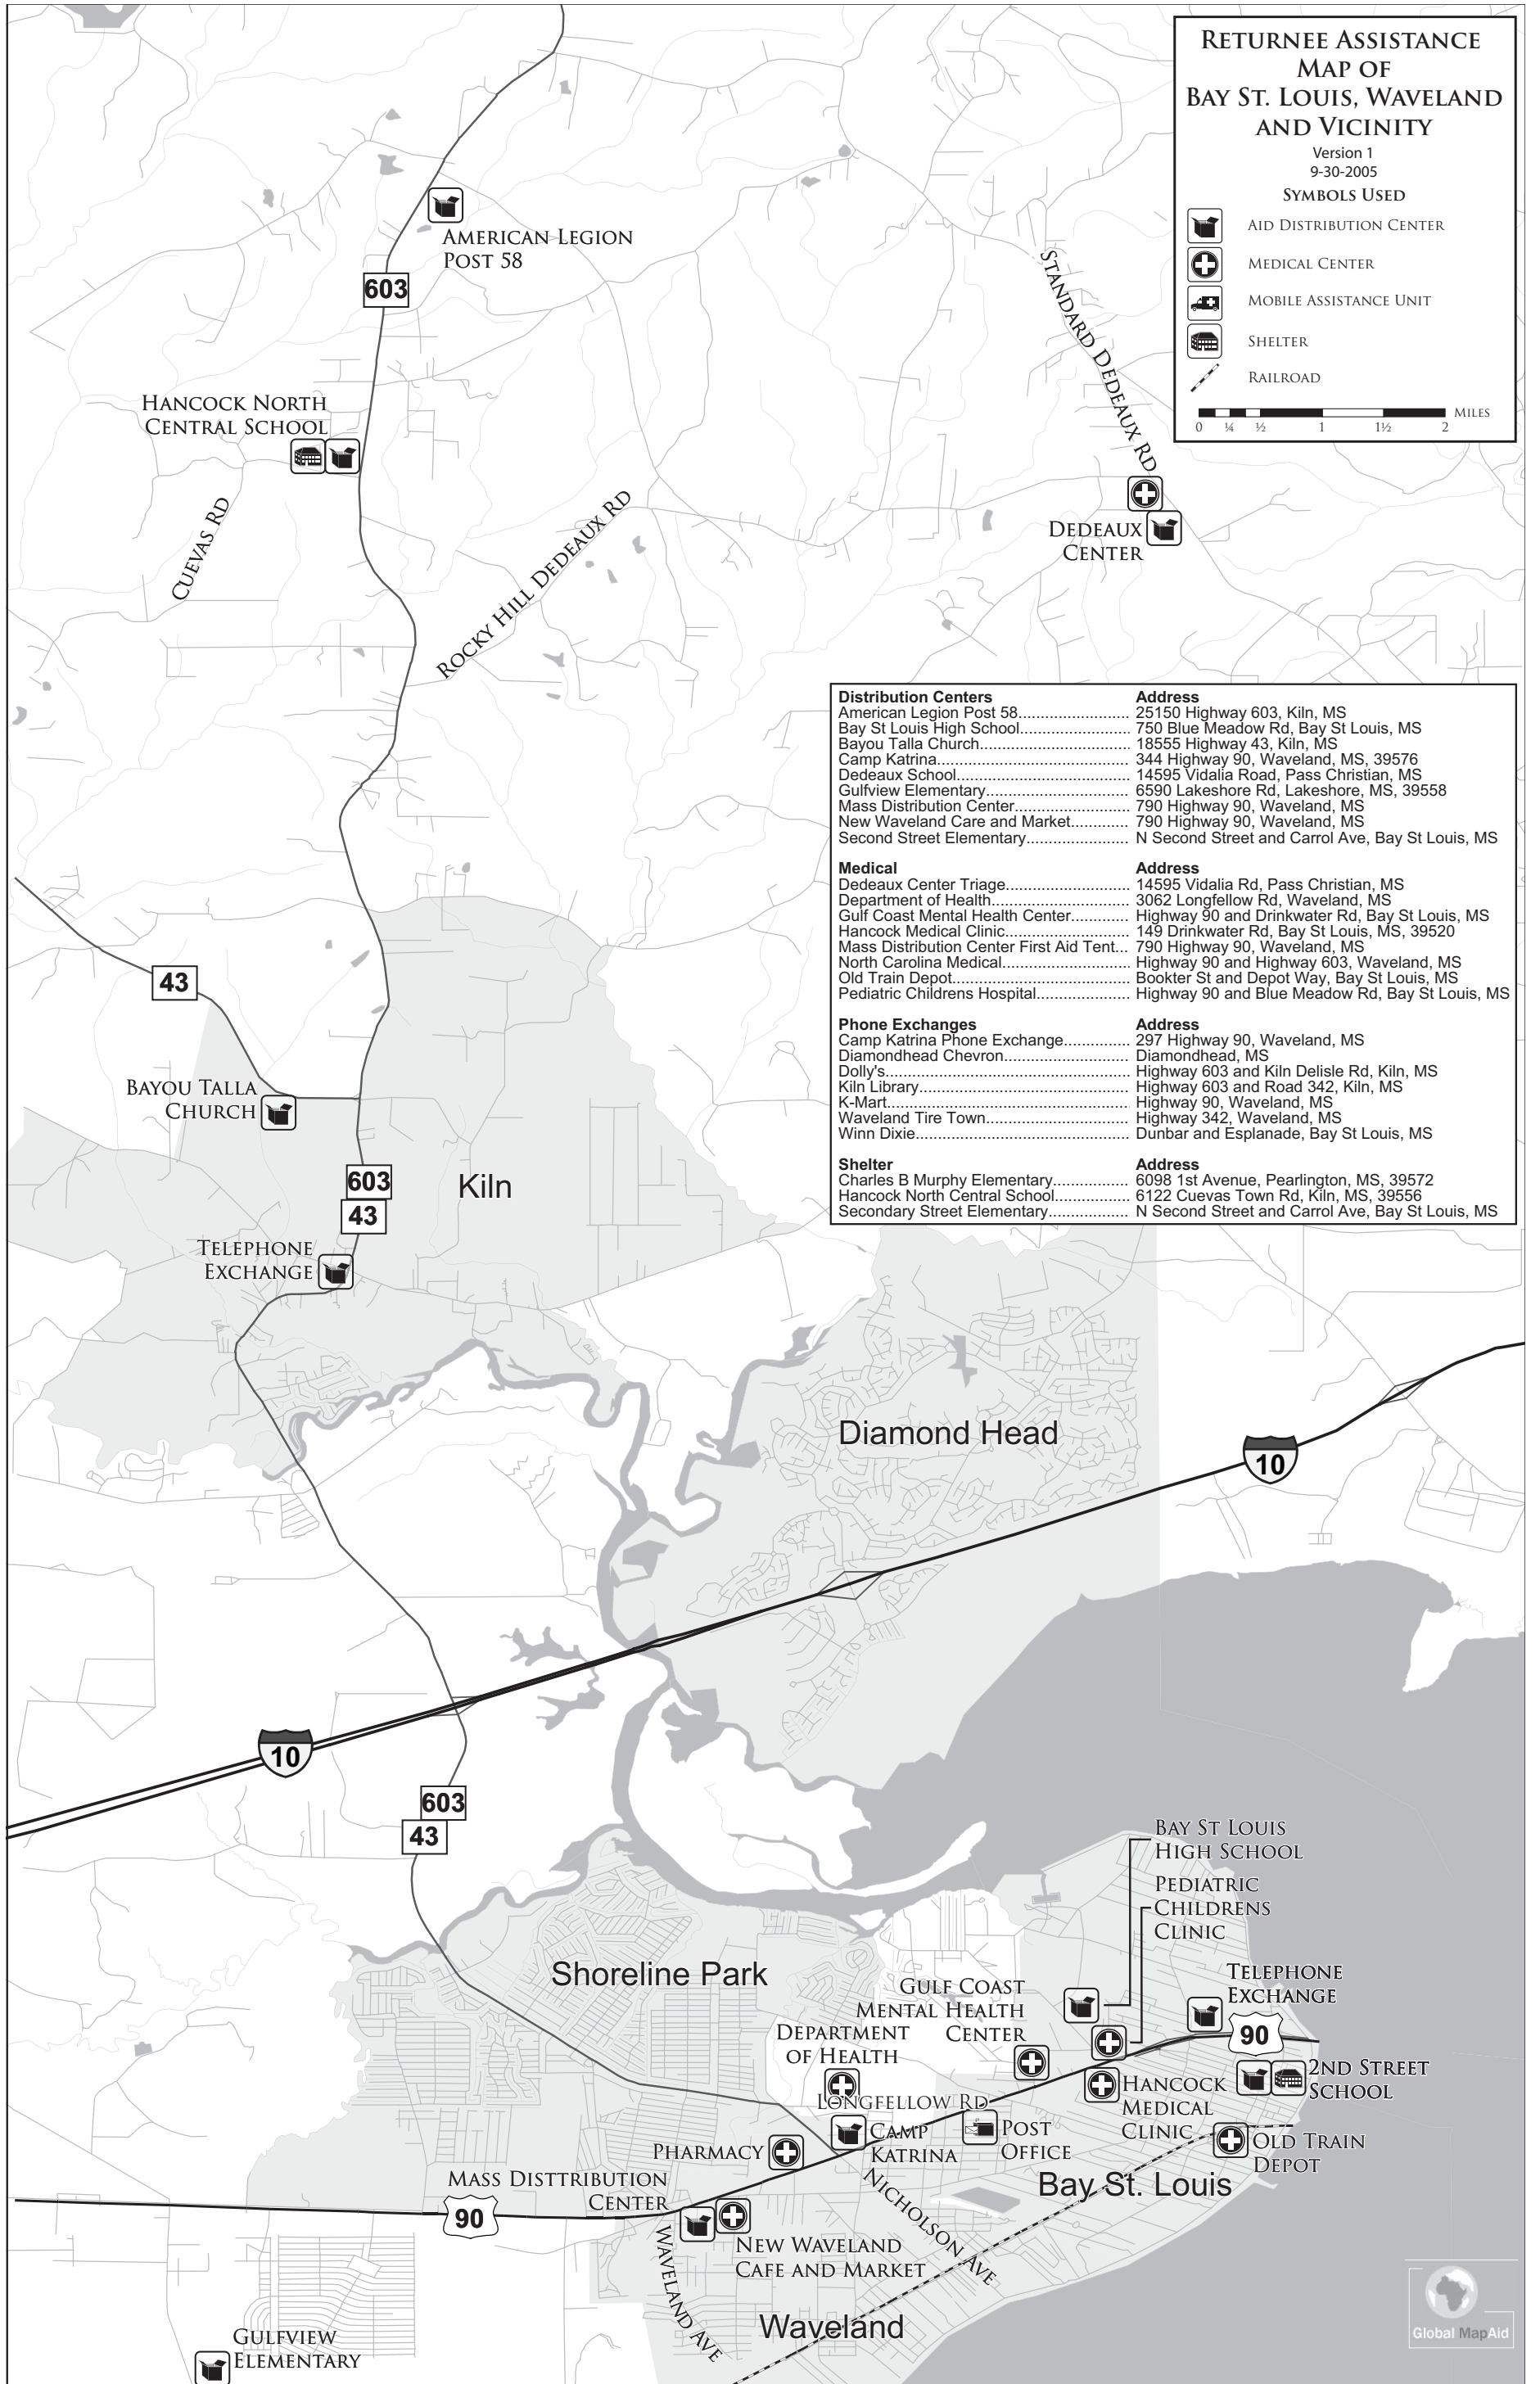 RETURNEE ASSISTANCE
MAP OF
BAY ST. LOUIS, WAVELAND
AND VICINITY
Version 1
9-30-2005
SYMBOLS USED
AID DISTRIBUTION CENTER
MEDICAL CENTER
MOBILE ASSISTANCE UNIT
SHELTER
RAILROAD
MILES
0 ¼ ½ 1 1½ 2
AMERICAN LEGION
POST 58
603
STANDARD DEDEAUX RD
HANCOCK NORTH
CENTRAL SCHOOL
CUEVAS RD
ROCKY HILL DEDEAUX RD
DEDEAUX
CENTER
Distribution Centers Address
American Legion Post 58......................... 25150 Highway 603, Kiln, MS
Bay St Louis High School........................ 750 Blue Meadow Rd, Bay St Louis, MS
Bayou Talla Church.................................. 18555 Highway 43, Kiln, MS
Camp Katrina........................................... 344 Highway 90, Waveland, MS, 39576
Dedeaux School....................................... 14595 Vidalia Road, Pass Christian, MS
Gulfview Elementary................................ 6590 Lakeshore Rd, Lakeshore, MS, 39558
Mass Distribution Center.......................... 790 Highway 90, Waveland, MS
New Waveland Care and Market............. 790 Highway 90, Waveland, MS
Second Street Elementary....................... N Second Street and Carrol Ave, Bay St Louis, MS
Medical Address
Dedeaux Center Triage............................ 14595 Vidalia Rd, Pass Christian, MS
Department of Health............................... 3062 Longfellow Rd, Waveland, MS
Gulf Coast Mental Health Center............. Highway 90 and Drinkwater Rd, Bay St Louis, MS
Hancock Medical Clinic............................ 149 Drinkwater Rd, Bay St Louis, MS, 39520
Mass Distribution Center First Aid Tent... 790 Highway 90, Waveland, MS
North Carolina Medical............................. Highway 90 and Highway 603, Waveland, MS
Old Train Depot........................................ Bookter St and Depot Way, Bay St Louis, MS
Pediatric Childrens Hospital..................... Highway 90 and Blue Meadow Rd, Bay St Louis, MS
Phone Exchanges Address
Camp Katrina Phone Exchange............... 297 Highway 90, Waveland, MS
Diamondhead Chevron............................ Diamondhead, MS
Dolly's....................................................... Highway 603 and Kiln Delisle Rd, Kiln, MS
Kiln Library............................................... Highway 603 and Road 342, Kiln, MS
K-Mart...................................................... Highway 90, Waveland, MS
Waveland Tire Town................................ Highway 342, Waveland, MS
Winn Dixie................................................ Dunbar and Esplanade, Bay St Louis, MS
Shelter Address
Charles B Murphy Elementary................. 6098 1st Avenue, Pearlington, MS, 39572
Hancock North Central School................. 6122 Cuevas Town Rd, Kiln, MS, 39556
Secondary Street Elementary.................. N Second Street and Carrol Ave, Bay St Louis, MS
43
BAYOU TALLA
CHURCH
603
43
Kiln
TELEPHONE
EXCHANGE
Diamond Head
10
10
603
43
BAY ST LOUIS
HIGH SCHOOL
PEDIATRIC
CHILDRENS
CLINIC
Shoreline Park
TELEPHONE
EXCHANGE
GULF COAST
MENTAL HEALTH
CENTER
DEPARTMENT
OF HEALTH
90
2ND STREET
SCHOOL
HANCOCK
MEDICAL
CLINIC
LONGFELLOW RD
CAMP
KATRINA
POST
OFFICE
OLD TRAIN
DEPOT
PHARMACY
Bay St. Louis
MASS DISTTRIBUTION
CENTER
90
NICHOLSON AVE
WAVELAND AVE
NEW WAVELAND
CAFE AND MARKET
Waveland
GULFVIEW
ELEMENTARY
Global MapAid